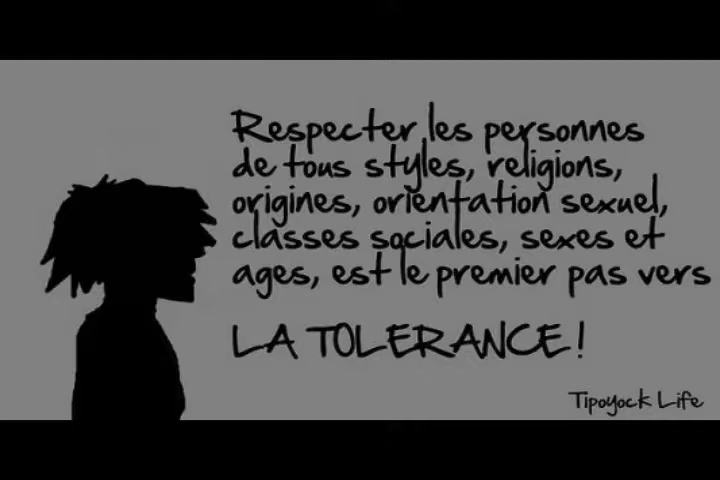 Respecter les personnes
de tous styles, religions,
origines, orientation sexuel,
classes sociales, sexes et
ages, est le premier pas vers
LA TOLERANCE!
Tipoyock Life